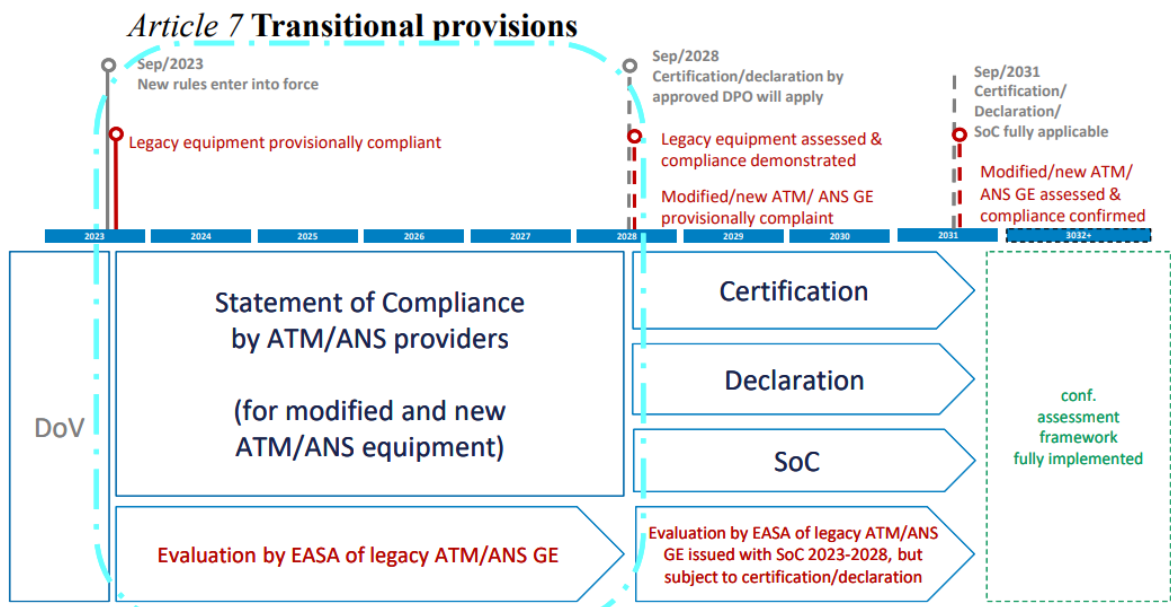 Article 7 Transitional provisions
Sep/2023
New rules enter into force
Sep/2028
Certification/declaration by
approved DPO will apply
Sep/2031
Certification/
Declaration/
SoC fully applicable
Legacy equipment provisionally compliant
Legacy equipment assessed &
compliance demonstrated
Modified/new ATM/ ANS GE
provisionally complaint
Modified/new ATM/
ANS GE assessed &
compliance confirmed
2023
2024
2025
2026
2027
2028
2029
2030
2031
3032+
DoV
Statement of Compliance
by ATM/ANS providers
(for modified and new
ATM/ANS equipment)
Evaluation by EASA of legacy ATM/ANS GE
Certification
Declaration
SoC
Evaluation by EASA of legacy ATM/ANS
GE issued with SoC 2023-2028, but
subject to certification/declaration
conf.
assessment
framework
fully implemented